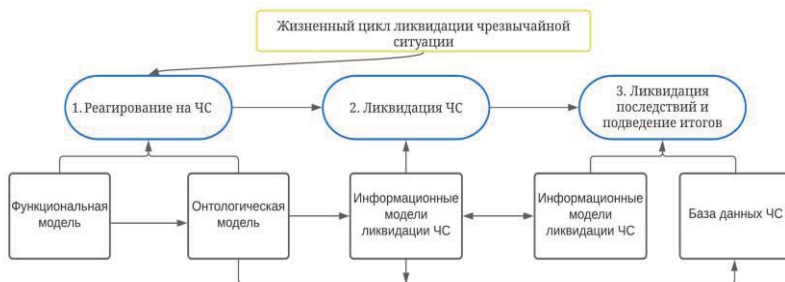 Жизненный цикл ликвидации чрезвычайной
ситуации
1. Реагирование на ЧС
2. Ликвидация ЧС
3. Ликвидация
последствий и
подведение итогов
Функциональная
модель
Онтологическая
модель
Информационные
модели
ликвидации ЧС
Информационные
модели
ликвидации ЧС
База данных ЧС